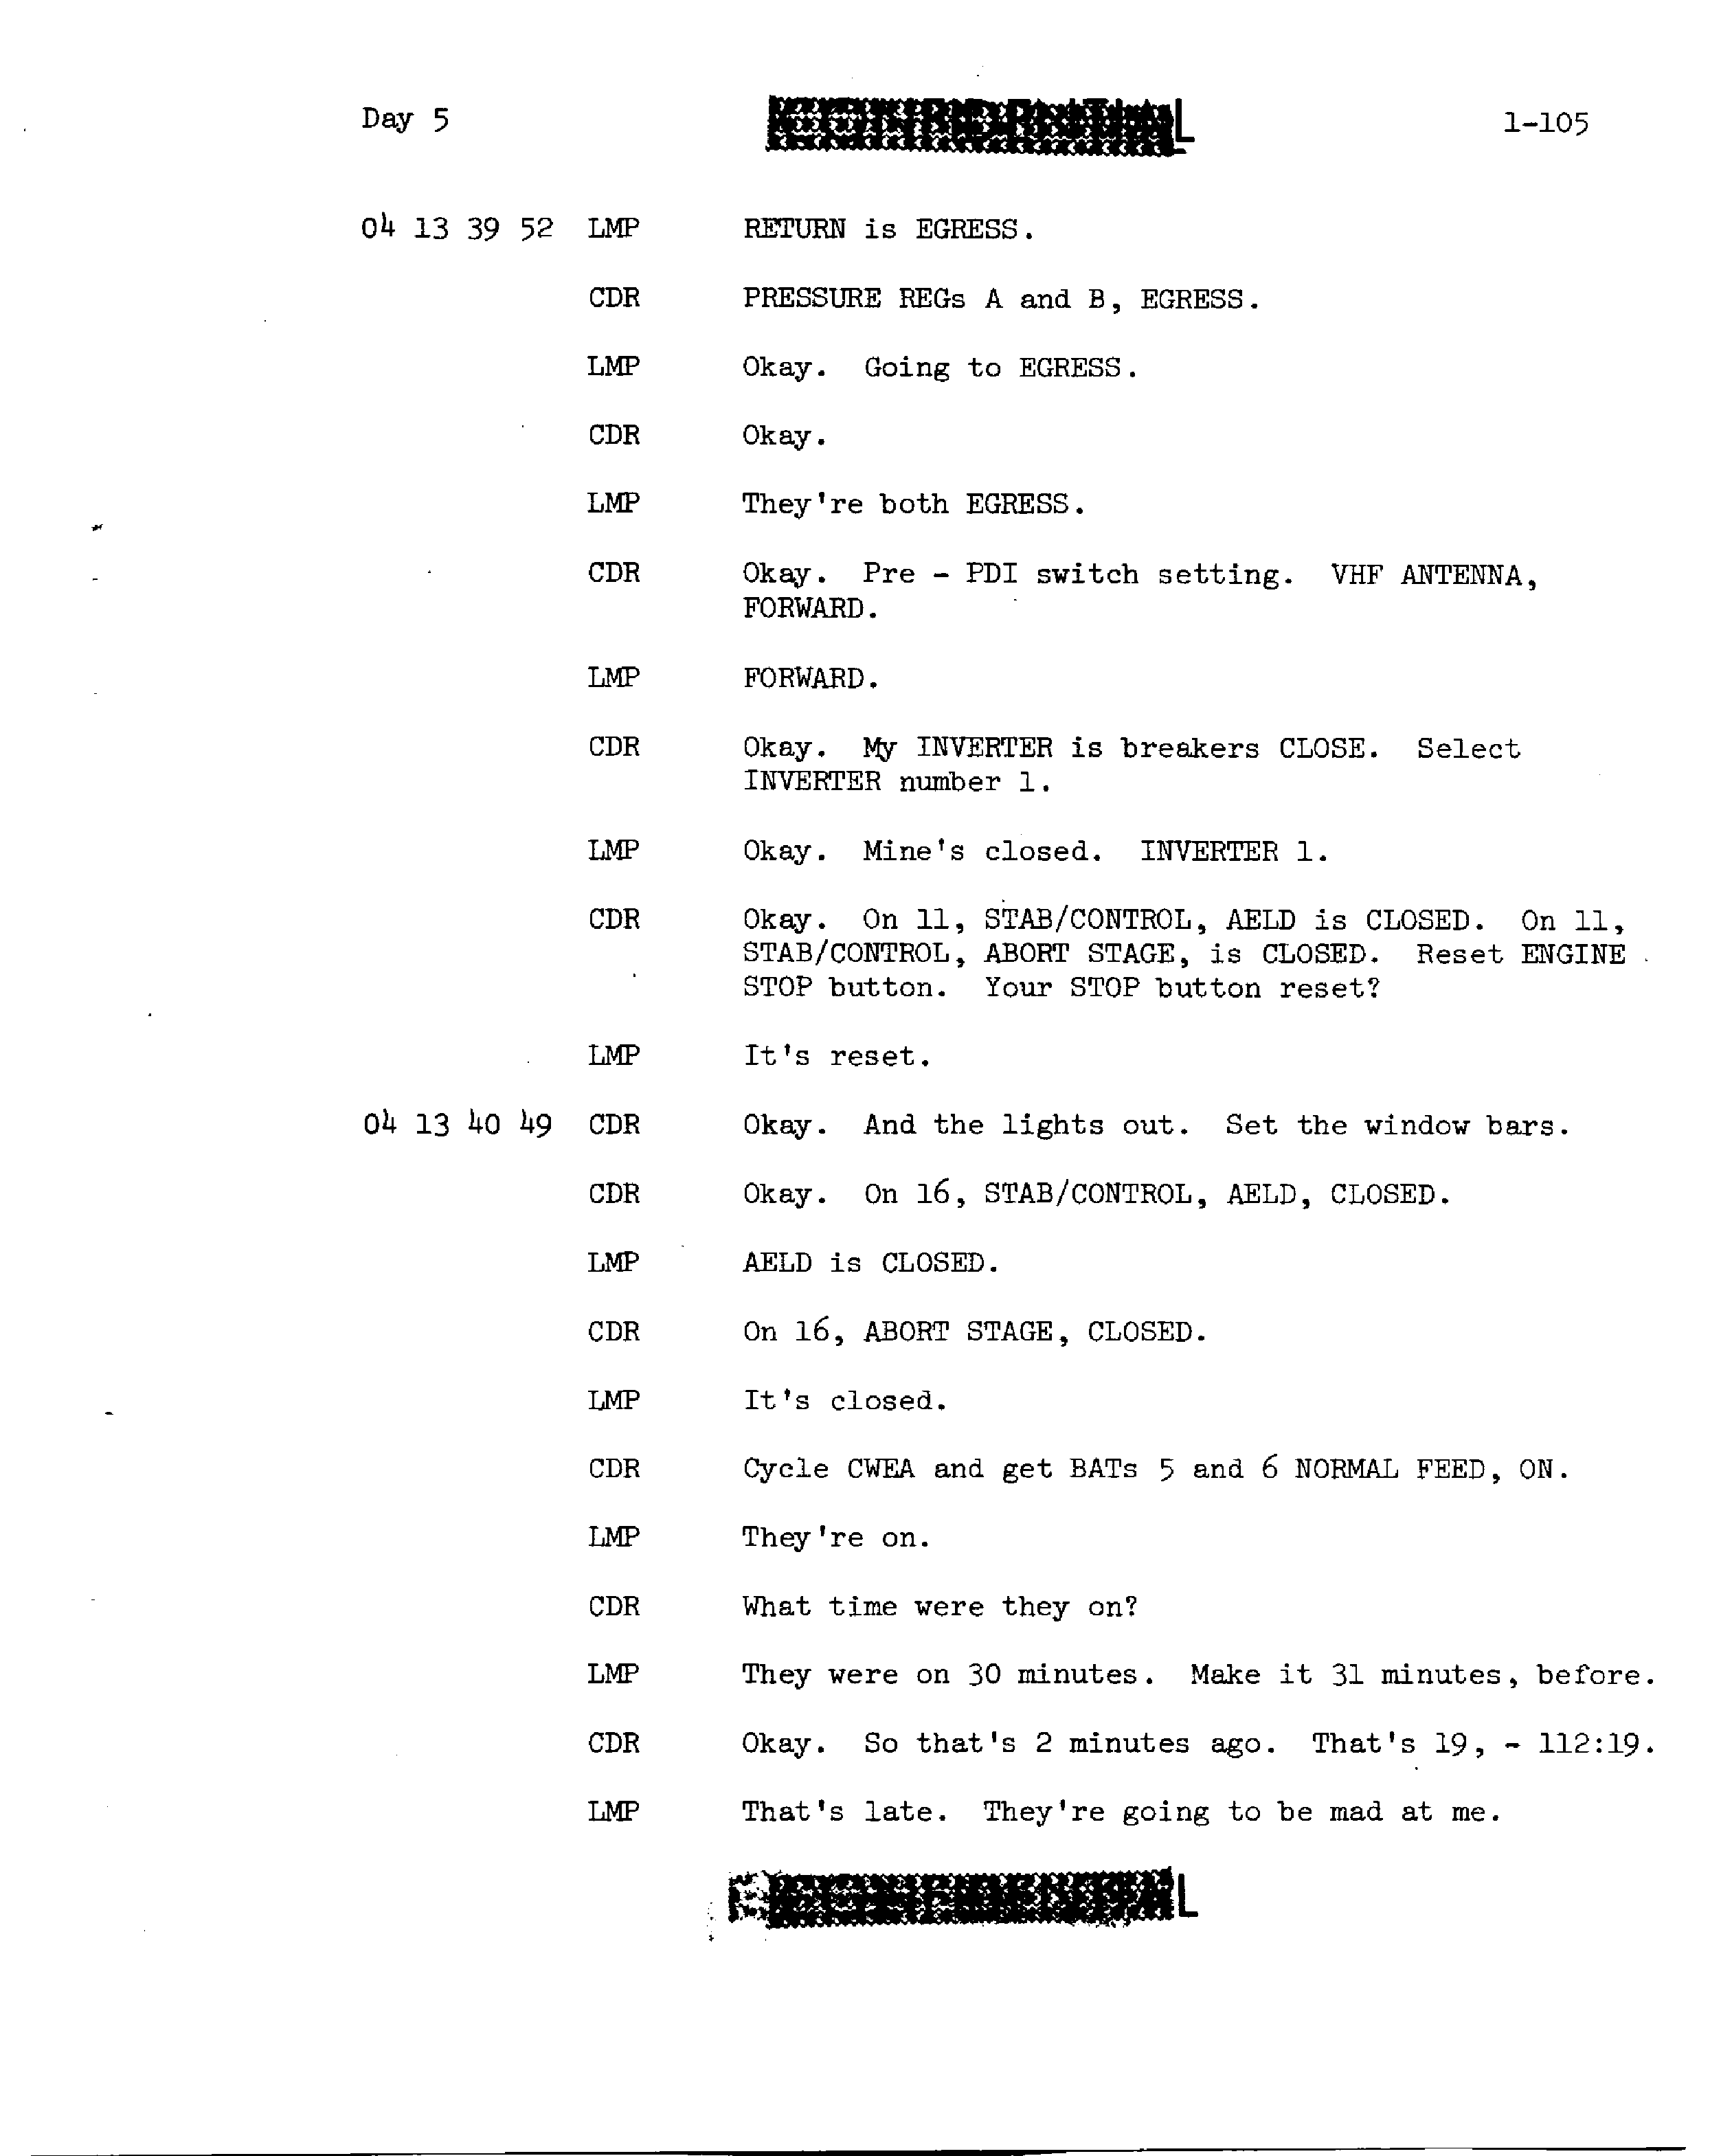 Day 5
1-105
04 13 39 52 LMP RETURN is EGRESS.
CDR PRESSURE REGs A and B, EGRESS.
LMP Okay. Going to EGRESS.
CDR Okay.
LMP They're both EGRESS.
CDR Okay. Pre - PDI switch setting. VHF ANTENNA,
FORWARD.
LMP FORWARD.
CDR Okay. My INVERTER is breakers CLOSE. Select
INVERTER number 1.
LMP Okay. Mine's closed. INVERTER 1.
CDR Okay. On 11, STAB/CONTROL, AELD is CLOSED. On 11,
STAB/CONTROL, ABORT STAGE, is CLOSED. Reset ENGINE
STOP button. Your STOP button reset?
LMP It's reset.
04 13 40 49 CDR Okay. And the lights out. Set the window bars.
CDR Okay. On 16, STAB/CONTROL, AELD, CLOSED.
LMP AELD is CLOSED.
CDR On 16, ABORT STAGE, CLOSED.
LMP It's closed.
CDR Cycle CWEA and get BATs 5 and 6 NORMAL FEED, ON.
LMP They're on.
CDR What time were they on?
LMP They were on 30 minutes. Make it 31 minutes, before.
CDR Okay. So that's 2 minutes ago. That's 19, - 112:19.
LMP That's late. They're going to be mad at me.